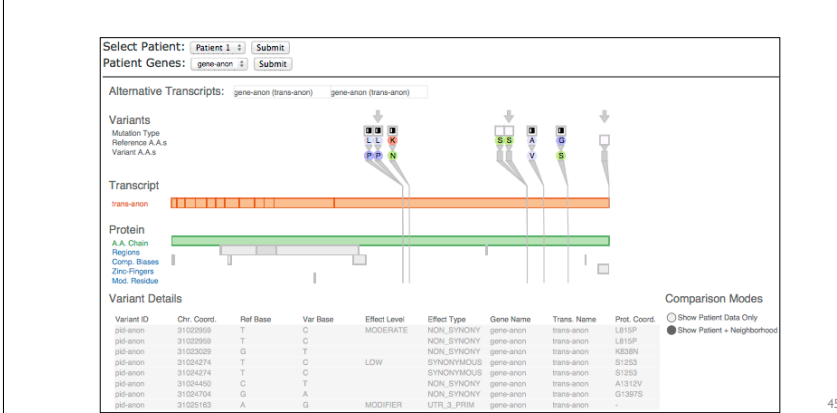 Select Patient: Patient 1 Submit
Patient Genes: gene-anon Submit
Alternative Transcripts: gene-anon (trans-anon) gene-anon (trans-anon)
Variants
Mutation Type
Reference A.A.s L L K S S A G
Variant A.A.s P P N V S
Transcript
trans-anon
Protein
A.A. Chain
Regions
Comp. Biases
Zinc-Fingers
Mod. Residue
Variant Details Comparison Modes
Variant ID Chr. Coord. Ref Base Var Base Effect Level Effect Type Gene Name Trans. Name Prot. Coord. Show Patient Data Only
pid-anon 31022959 T C MODERATE NON_SYNONY gene-anon trans-anon L815P Show Patient + Neighborhood
pid-anon 31022959 T C NON_SYNONY gene-anon trans-anon L815P
pid-anon 31023029 G T NON_SYNONY gene-anon trans-anon K838N
pid-anon 31024274 T C LOW SYNONYMOUS gene-anon trans-anon S1253
pid-anon 31024274 T C SYNONYMOUS gene-anon trans-anon S1253
pid-anon 31024450 C T NON_SYNONY gene-anon trans-anon A1312V
pid-anon 31024704 G A NON_SYNONY gene-anon trans-anon G1397S
pid-anon 31025163 A G MODIFIER UTR_3_PRIM gene-anon trans-anon -